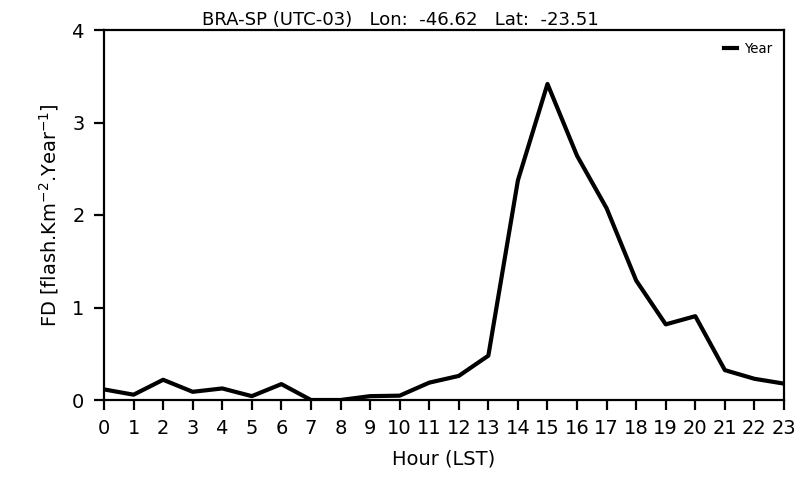 BRA-SP (UTC-03)   Lon:  -46.62   Lat:  -23.51
Year
FD [flash.Km⁻².Year⁻¹]
4
3
2
1
0
0 1 2 3 4 5 6 7 8 9 10 11 12 13 14 15 16 17 18 19 20 21 22 23
Hour (LST)